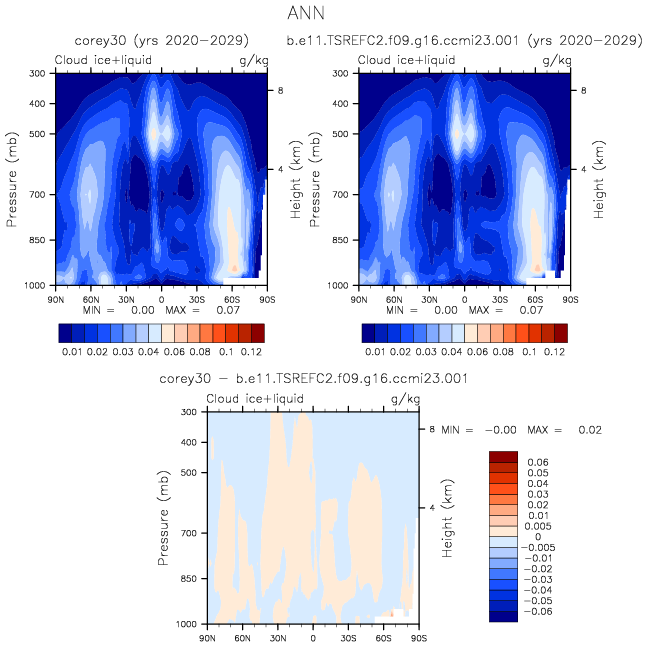 ANN
corey30 (yrs 2020-2029)
b.e11.TSREFC2.f09.g16.ccmi23.001 (yrs 2020-2029)
Cloud ice+liquid g/kg
Cloud ice+liquid g/kg
Pressure (mb)
300
400
500
700
850
1000
8
4
Height (km)
90N 60N 30N 0 30S 60S 90S
MIN = 0.00 MAX = 0.07
0.01 0.02 0.03 0.04 0.06 0.08 0.1 0.12
Pressure (mb)
300
400
500
700
850
1000
8
4
Height (km)
90N 60N 30N 0 30S 60S 90S
MIN = 0.00 MAX = 0.07
0.01 0.02 0.03 0.04 0.06 0.08 0.1 0.12
corey30 - b.e11.TSREFC2.f09.g16.ccmi23.001
Cloud ice+liquid g/kg
Pressure (mb)
300
400
500
700
850
1000
8
4
Height (km)
90N 60N 30N 0 30S 60S 90S
MIN = -0.00 MAX = 0.02
0.06
0.05
0.04
0.03
0.02
0.01
0.005
0
-0.005
-0.01
-0.02
-0.03
-0.04
-0.05
-0.06